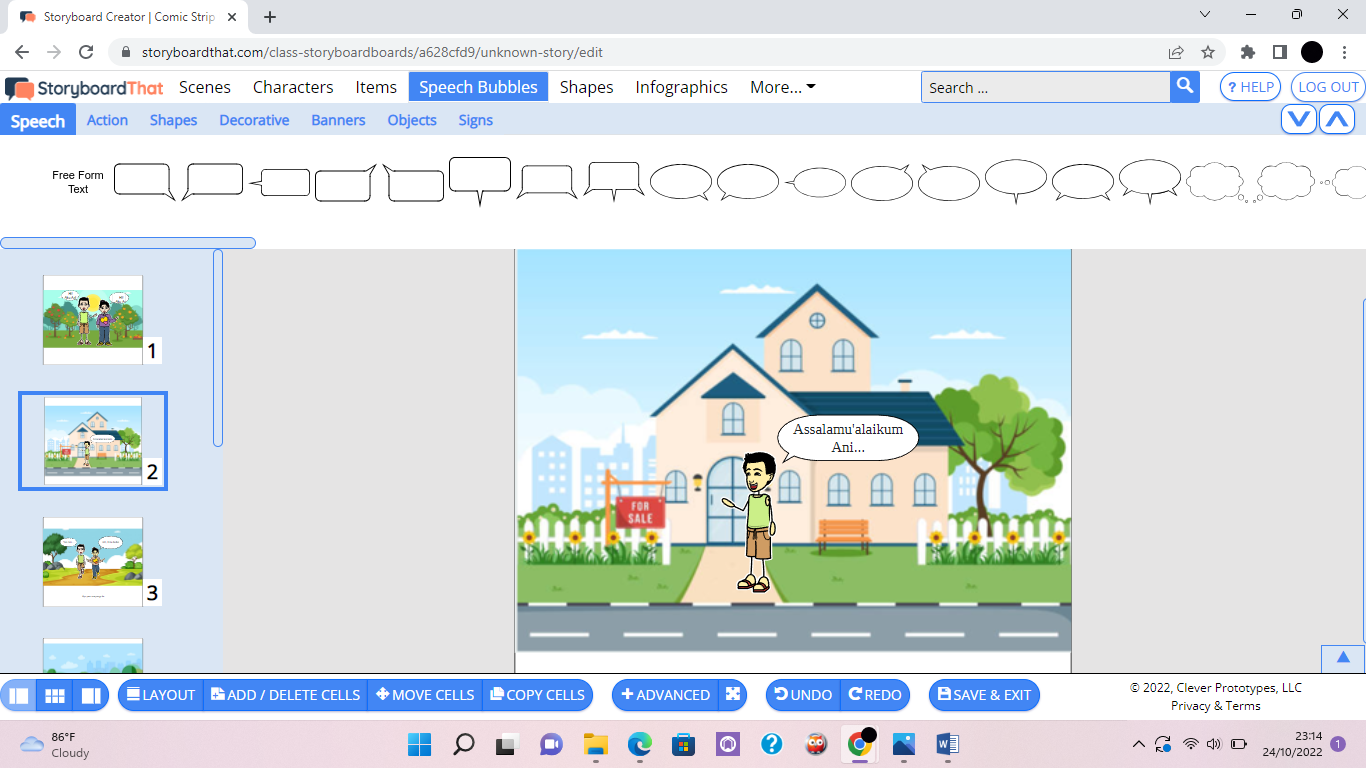 Storyboard Creator | Comic Strip
storyboardthat.com/class-storyboardboards/a628cfd9/unknown-story/edit
StoryboardThat Scenes Characters Items Speech Bubbles Shapes Infographics More... Search ... ? HELP LOG OUT
Speech Action Shapes Decorative Banners Objects Signs
Free Form
Text
1
2
3
Assalamu'alaikum
Ani...
FOR
SALE
LAYOUT ADD / DELETE CELLS MOVE CELLS COPY CELLS + ADVANCED UNDO REDO SAVE & EXIT
© 2022, Clever Prototypes, LLC
Privacy & Terms
86°F
Cloudy
23:14
24/10/2022
1